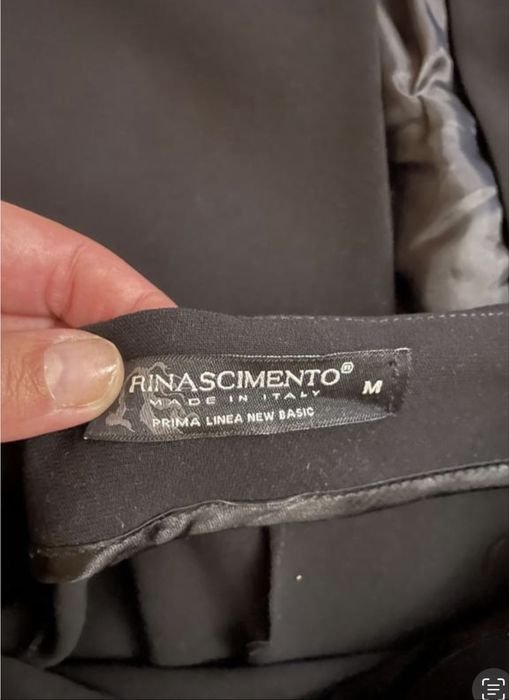 RINASCIMENTO®
M
MADE IN ITALY
PRIMA LINEA NEW BASIC